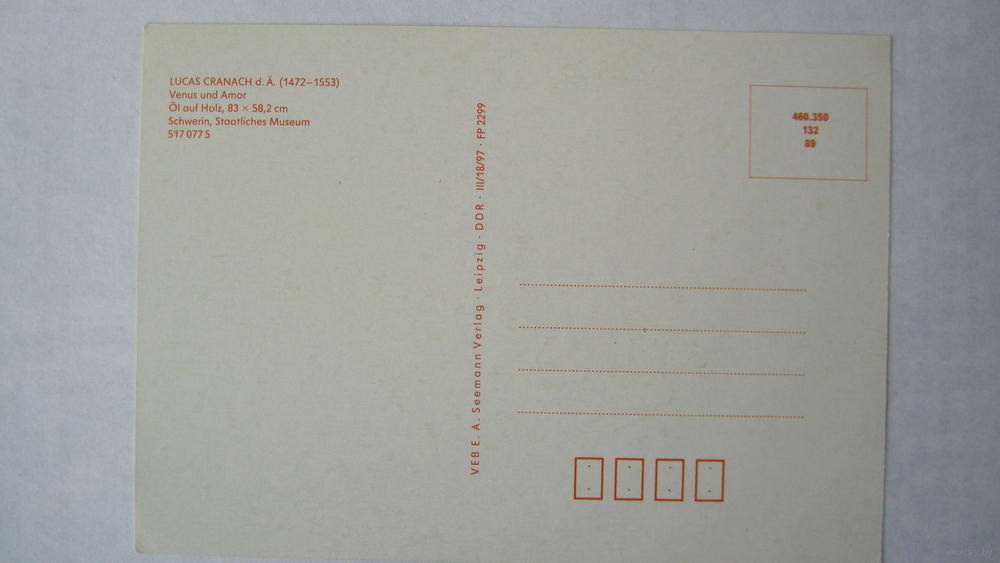 LUCAS CRANACH d. Ä. (1472–1553)
Venus und Amor
Öl auf Holz, 83 × 58,2 cm
Schwerin, Staatliches Museum
517 077 5
VEB E. A. Seemann Verlag · Leipzig · DDR · III/18/97 · FP 2299
460.350
132
89